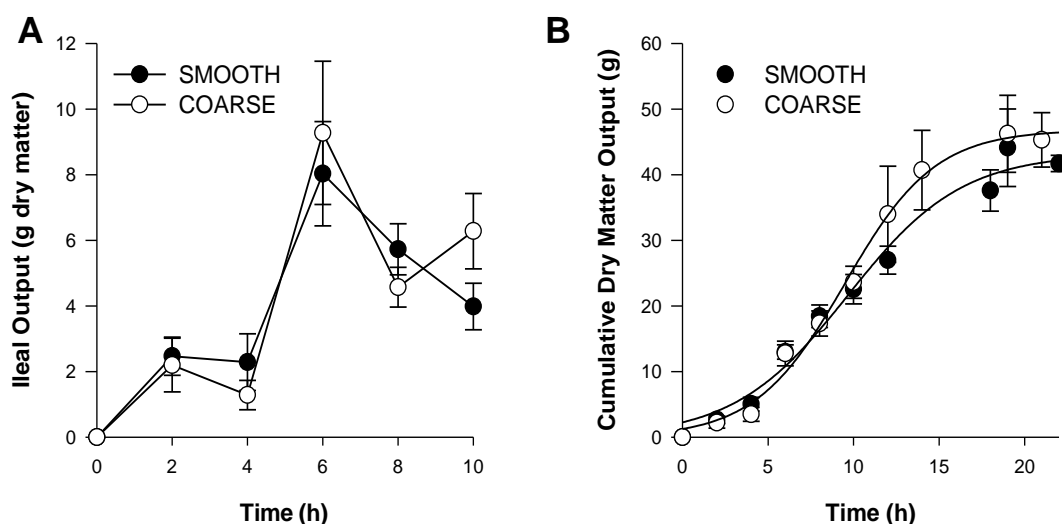 A
SMOOTH
COARSE
Ileal Output (g dry matter)
12
10
8
6
4
2
0
0 2 4 6 8 10
Time (h)
B
SMOOTH
COARSE
Cumulative Dry Matter Output (g)
60
50
40
30
20
10
0
0 5 10 15 20
Time (h)